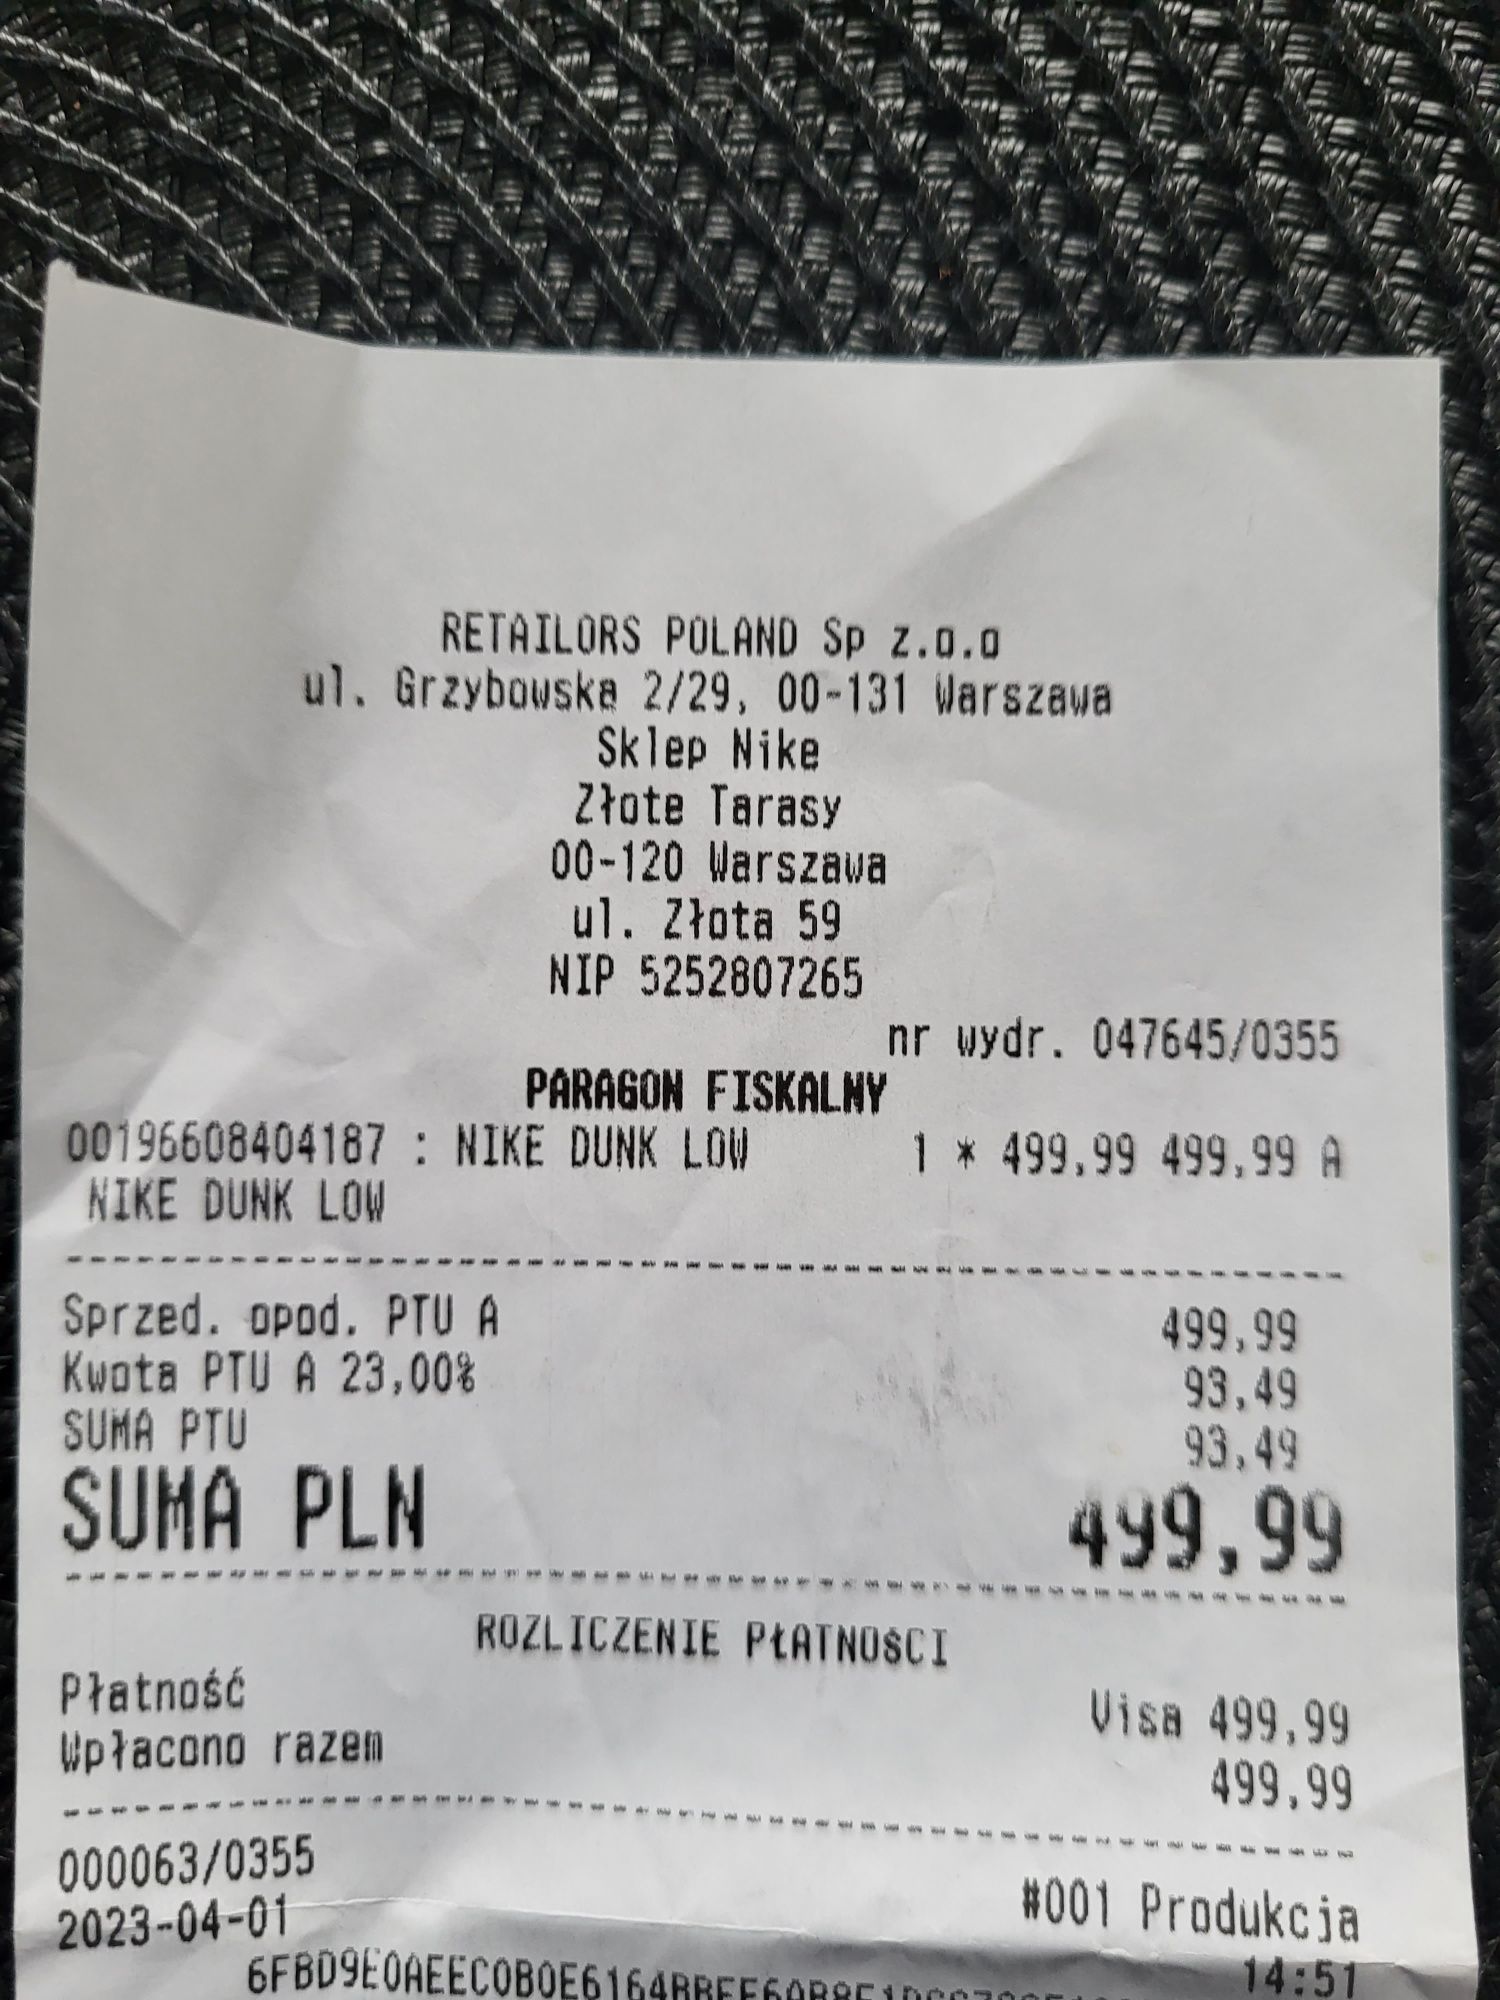 RETAILORS POLAND Sp z.o.o
ul. Grzybowska 2/29, 00-131 Warszawa
Sklep Nike
Złote Tarasy
00-120 Warszawa
ul. Złota 59
NIP 5252807265
nr wydr. 047645/0355
PARAGON FISKALNY
00196608404187 : NIKE DUNK LOW 1 * 499,99 499,99 A
NIKE DUNK LOW
Sprzed. opod. PTU A 499,99
Kwota PTU A 23,00% 93,49
SUMA PTU 93,49
SUMA PLN 499,99
ROZLICZENIE PŁATNOŚCI
Płatność Visa 499,99
Wpłacono razem 499,99
000063/0355 #001 Produkcja
2023-04-01 14:51